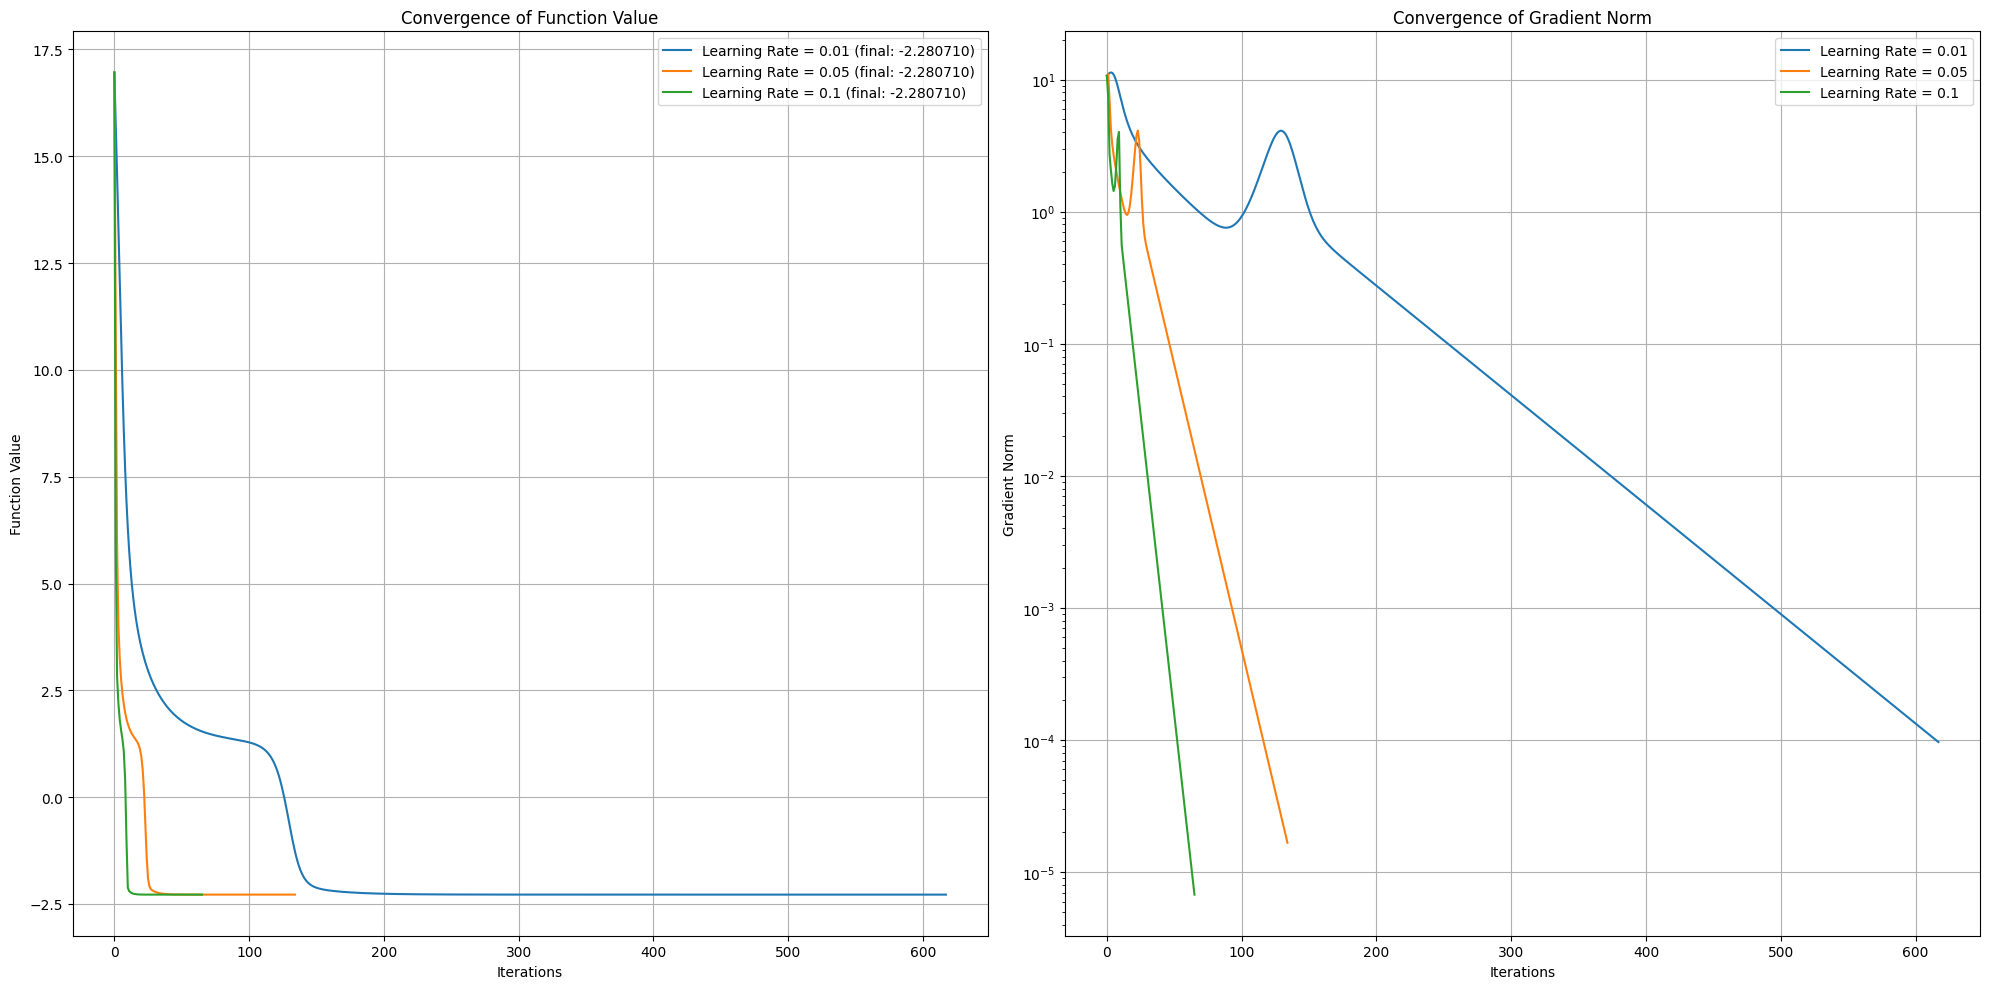 Convergence of Function Value
Learning Rate = 0.01 (final: -2.280710)
Learning Rate = 0.05 (final: -2.280710)
Learning Rate = 0.1 (final: -2.280710)
17.5
15.0
12.5
10.0
7.5
5.0
2.5
0.0
−2.5
Function Value
0 100 200 300 400 500 600
Iterations
Convergence of Gradient Norm
Learning Rate = 0.01
Learning Rate = 0.05
Learning Rate = 0.1
10¹
10⁰
10⁻¹
10⁻²
10⁻³
10⁻⁴
10⁻⁵
Gradient Norm
0 100 200 300 400 500 600
Iterations